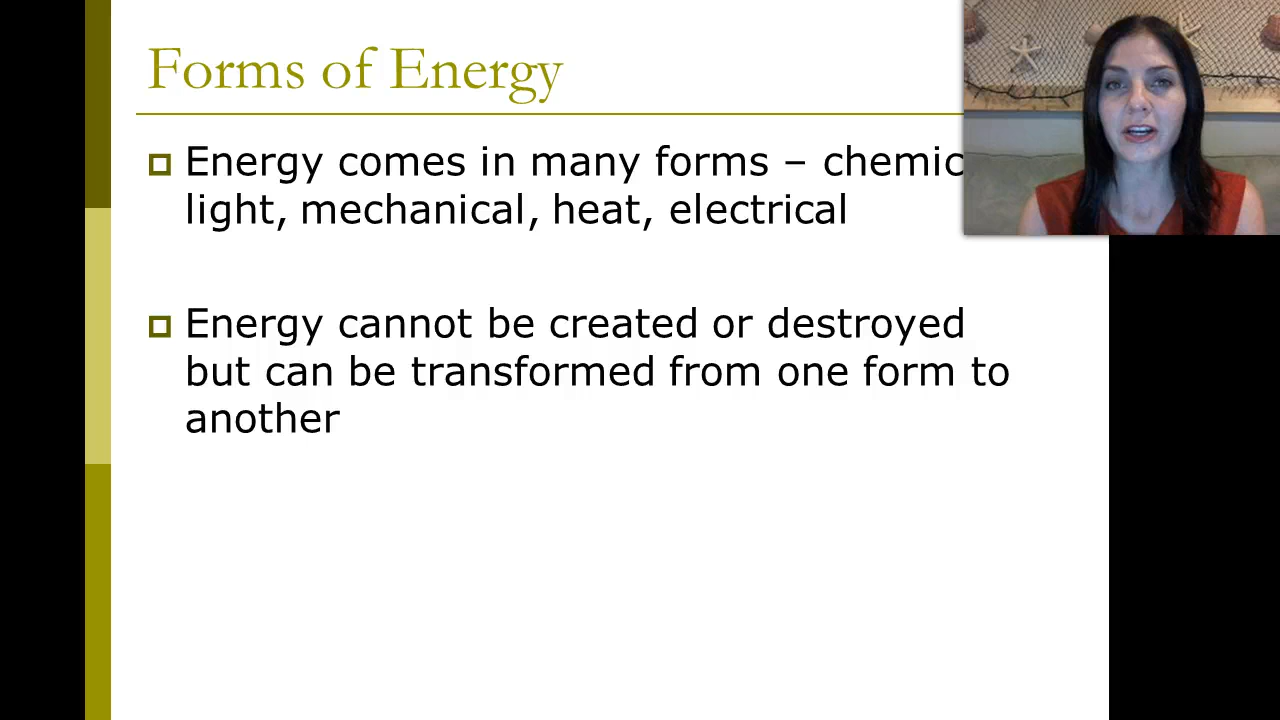 Forms of Energy
Energy comes in many forms – chemic
light, mechanical, heat, electrical
Energy cannot be created or destroyed
but can be transformed from one form to
another